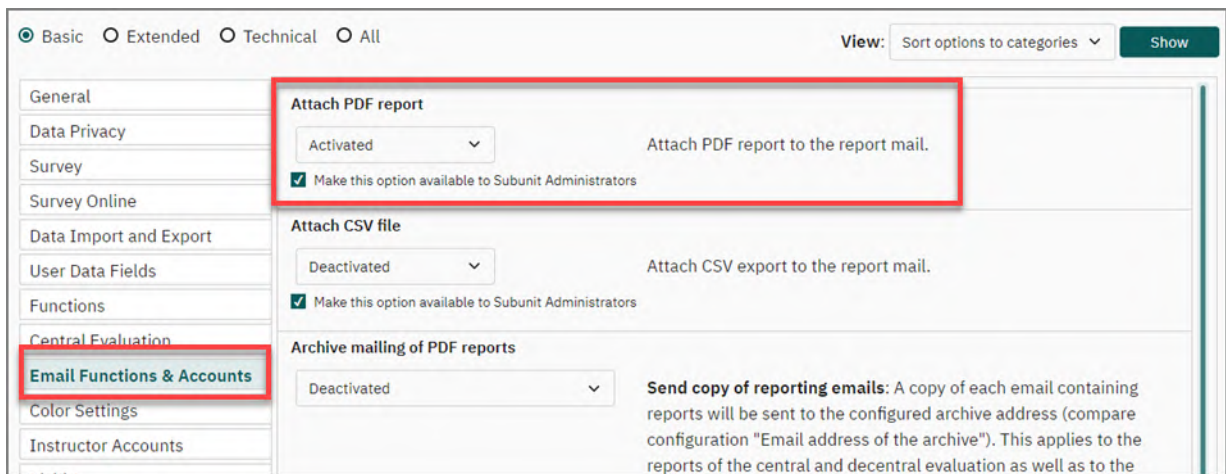 Basic Extended Technical All
View: Sort options to categories Show
General
Data Privacy
Survey
Survey Online
Data Import and Export
User Data Fields
Functions
Central Evaluation
Email Functions & Accounts
Color Settings
Instructor Accounts
Attach PDF report
Activated
Attach PDF report to the report mail.
Make this option available to Subunit Administrators
Attach CSV file
Deactivated
Attach CSV export to the report mail.
Make this option available to Subunit Administrators
Archive mailing of PDF reports
Deactivated
Send copy of reporting emails: A copy of each email containing
reports will be sent to the configured archive address (compare
configuration "Email address of the archive"). This applies to the
reports of the central and decentral evaluation as well as to the